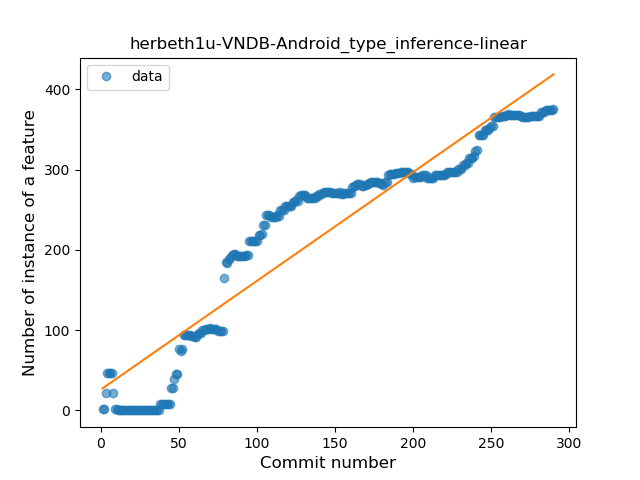 herbeth1u-VNDB-Android_type_inference-linear
data
Number of instance of a feature
400
300
200
100
0
0 50 100 150 200 250 300
Commit number